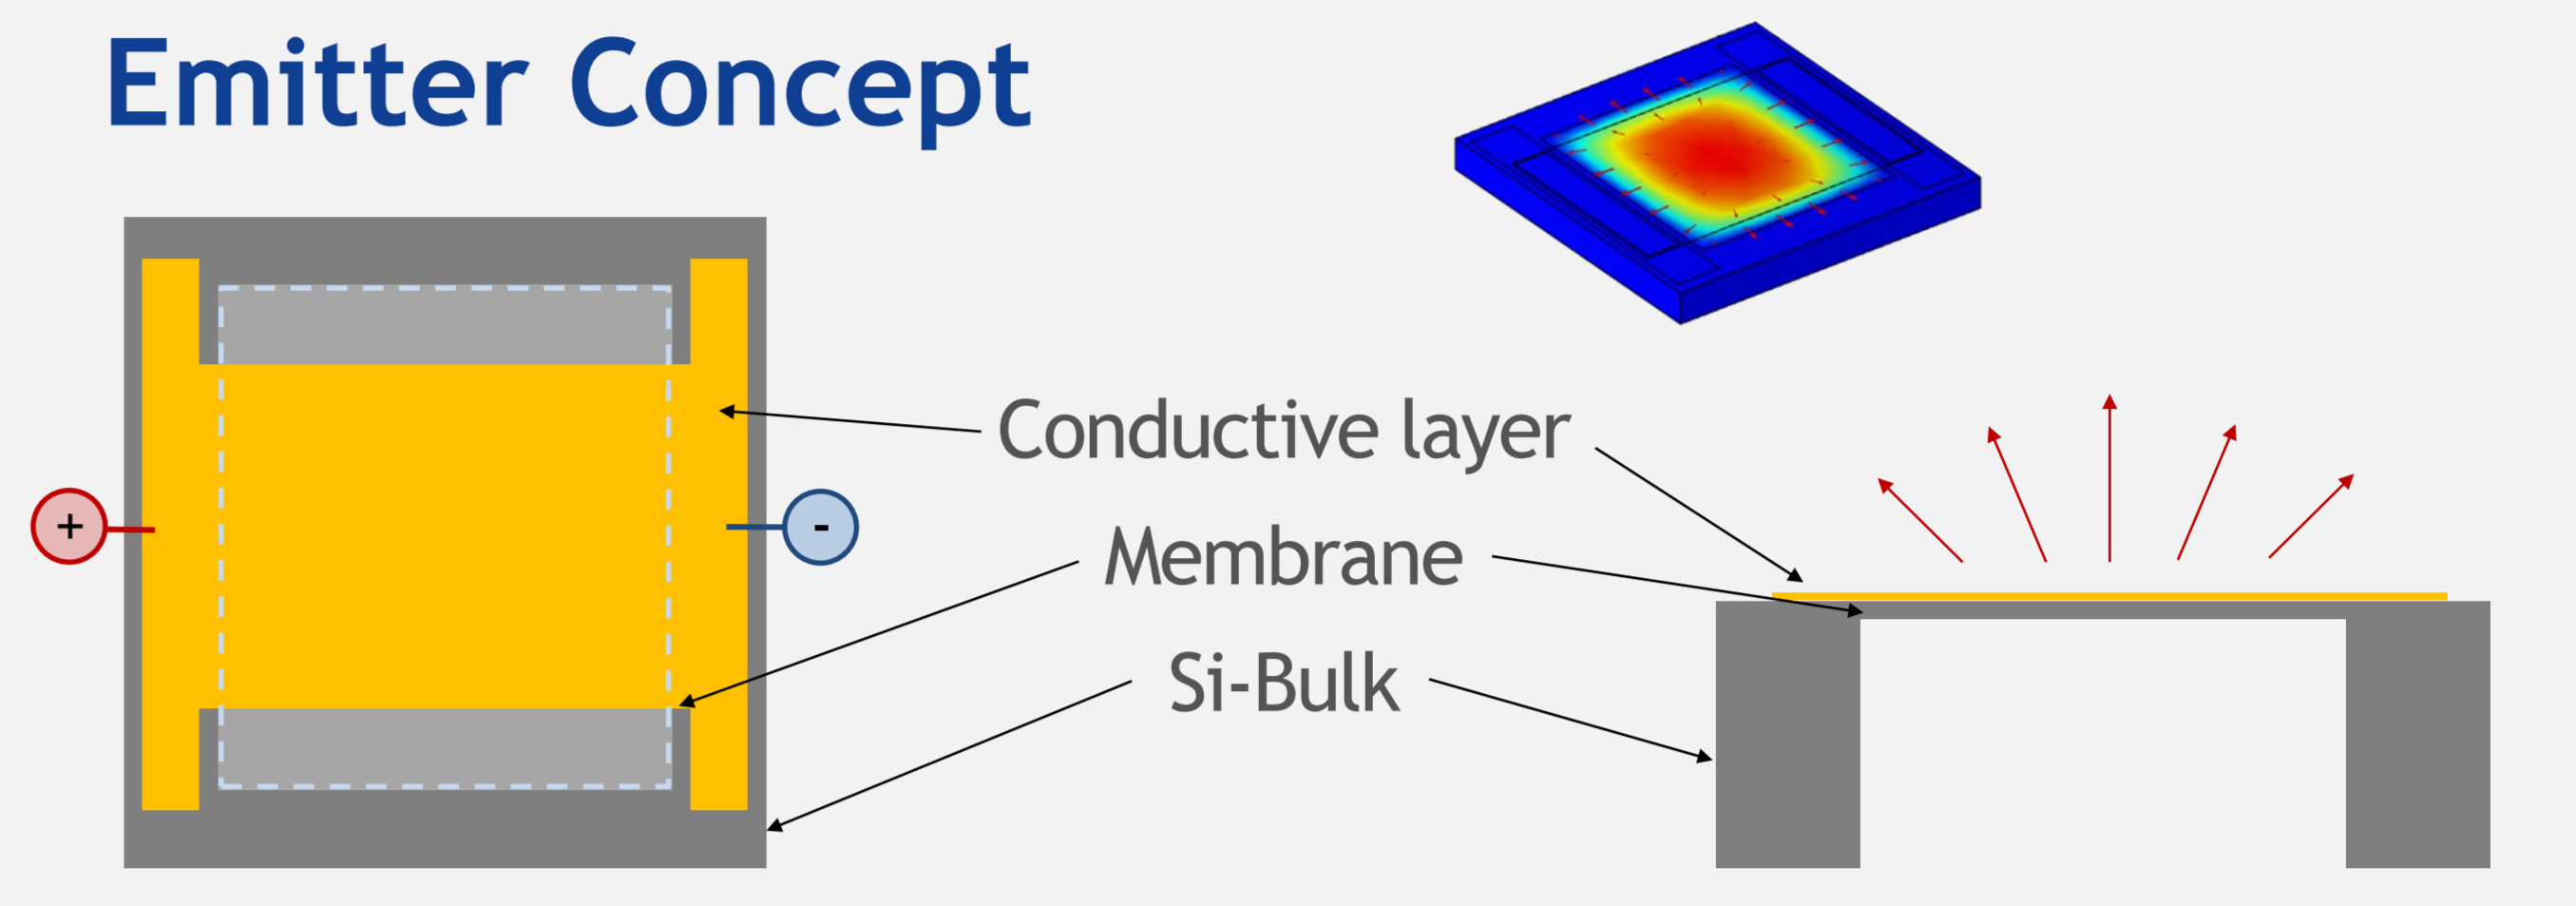 Emitter Concept
Conductive layer
+
-
Membrane
Si-Bulk